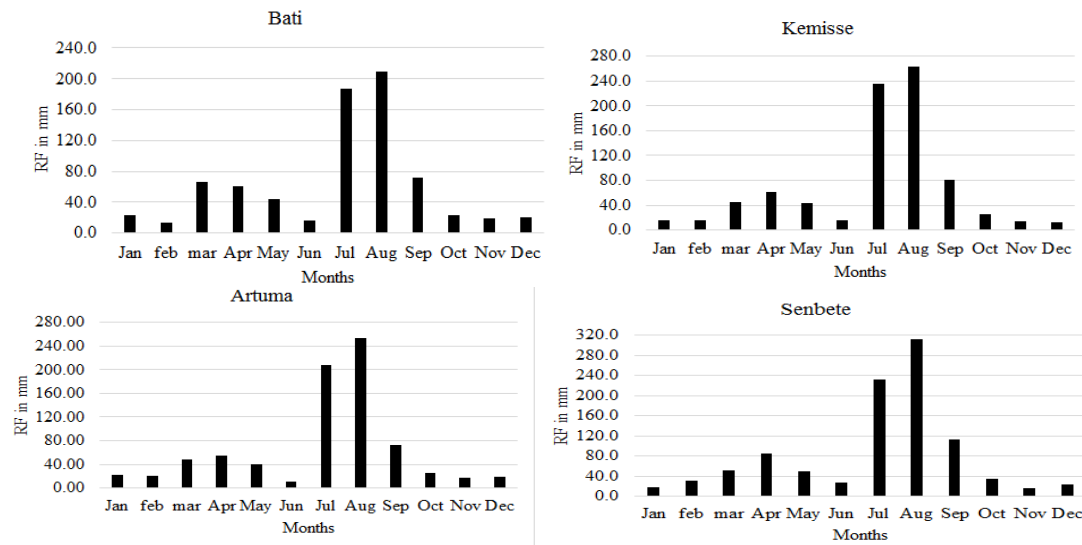 Bati
240.0
200.0
160.0
120.0
80.0
40.0
0.0
RF in mm
Jan feb mar Apr May Jun Jul Aug Sep Oct Nov Dec
Months
Kemisse
280.0
240.0
200.0
160.0
120.0
80.0
40.0
0.0
RF in mm
Jan feb mar Apr May Jun Jul Aug Sep Oct Nov Dec
Months
Artuma
280.00
240.00
200.00
160.00
120.00
80.00
40.00
0.00
RF in mm
Jan feb mar Apr May Jun Jul Aug Sep Oct Nov Dec
Months
Senbete
320.0
280.0
240.0
200.0
160.0
120.0
80.0
40.0
0.0
RF in mm
Jan feb mar Apr May Jun Jul Aug Sep Oct Nov Dec
Months